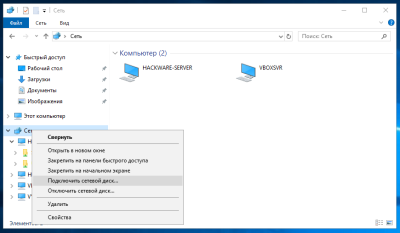 Сеть
Файл
Сеть
Вид
Сеть
Поиск: Сеть
Быстрый доступ
Рабочий стол
Загрузки
Документы
Изображения
Этот компьютер
Компьютер (2)
HACKWARE-SERVER
VBOXSVR
Свернуть
Открыть в новом окне
Закрепить на панели быстрого доступа
Закрепить на начальном экране
Подключить сетевой диск...
Отключить сетевой диск...
Удалить
Свойства